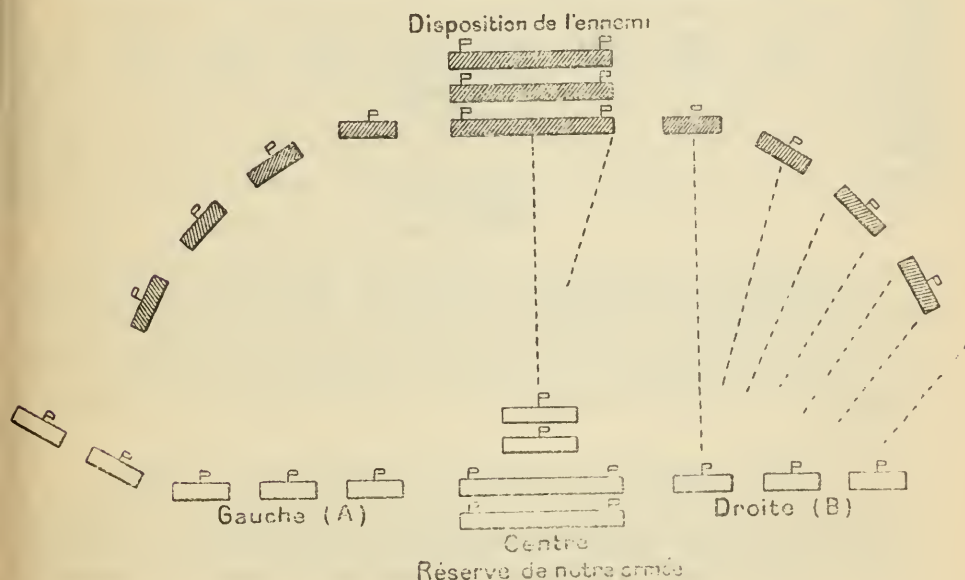 Disposition de l'ennemi
Gauche (A)
Droite (B)
Centre
Réserve de notre armée